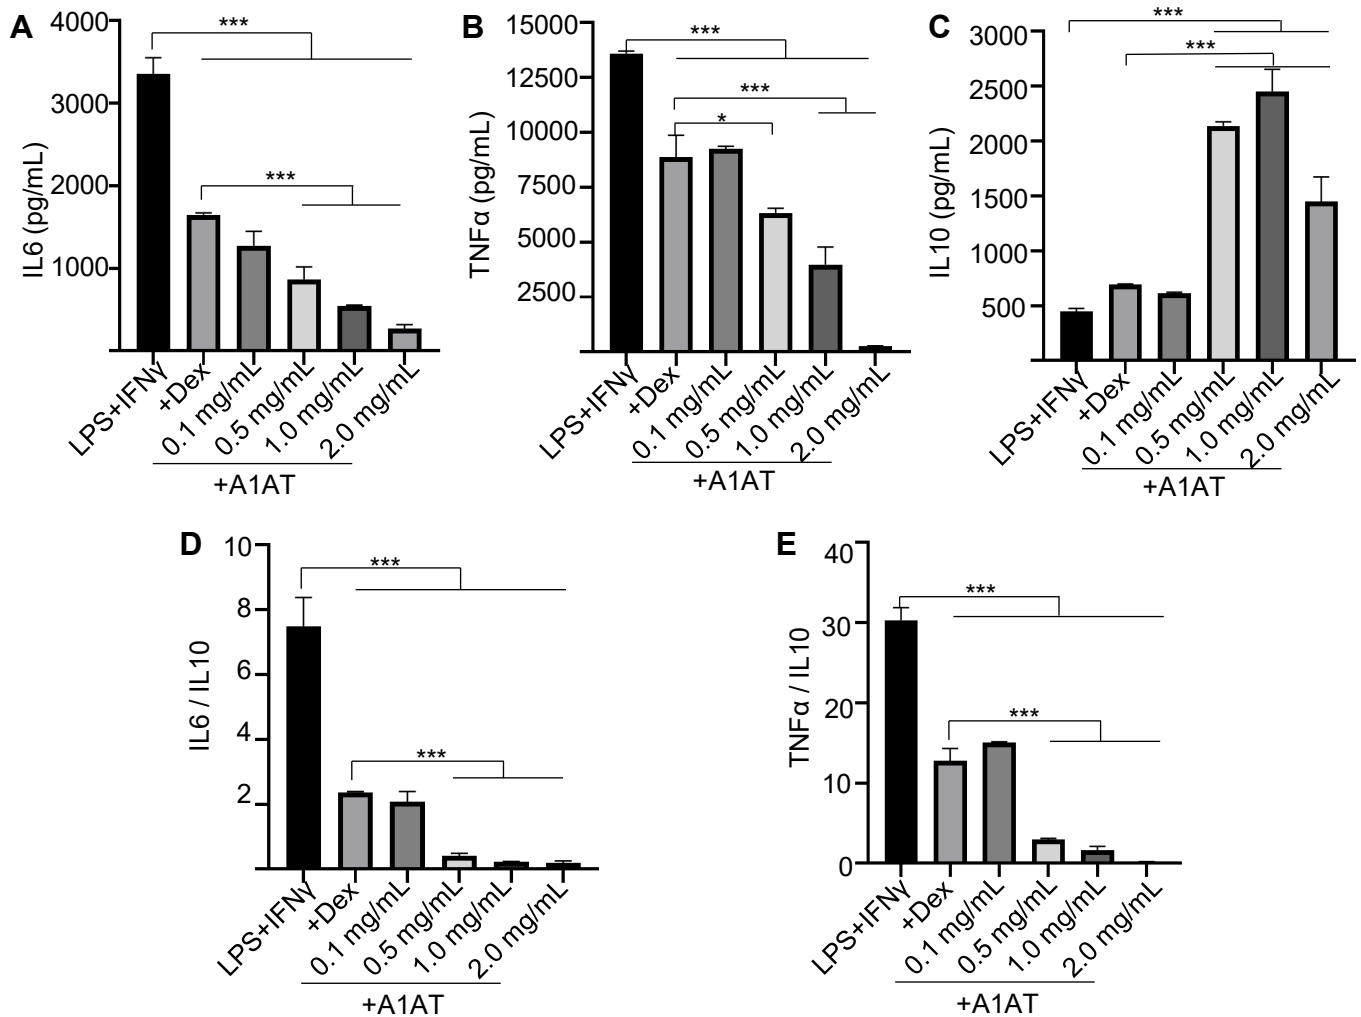 A
IL6 (pg/mL)
4000
3000
2000
1000
***
***
LPS+IFNγ
+Dex
0.1 mg/mL
0.5 mg/mL
1.0 mg/mL
2.0 mg/mL
+A1AT
B
TNFα (pg/mL)
15000
12500
10000
7500
5000
2500
***
***
*
LPS+IFNγ
+Dex
0.1 mg/mL
0.5 mg/mL
1.0 mg/mL
2.0 mg/mL
+A1AT
C
IL10 (pg/mL)
3000
2500
2000
1500
1000
500
***
***
LPS+IFNγ
+Dex
0.1 mg/mL
0.5 mg/mL
1.0 mg/mL
2.0 mg/mL
+A1AT
D
IL6 / IL10
10
8
6
4
2
***
***
LPS+IFNγ
+Dex
0.1 mg/mL
0.5 mg/mL
1.0 mg/mL
2.0 mg/mL
+A1AT
E
TNFα / IL10
40
30
20
10
0
***
***
LPS+IFNγ
+Dex
0.1 mg/mL
0.5 mg/mL
1.0 mg/mL
2.0 mg/mL
+A1AT